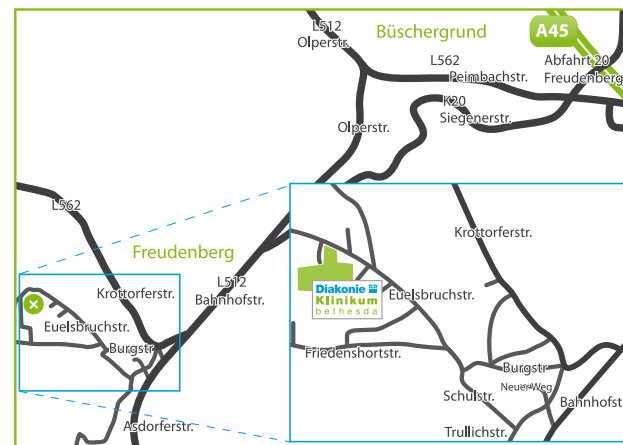 L512
Olperstr.
Büschergrund
A45
L562
Peimbachstr.
Abfahrt 20
Freudenberg
K20
Siegenerstr.
Olperstr.
L562
Freudenberg
L512
Bahnhofstr.
Krottorferstr.
Euelsbruchstr.
Burgstr
Asdorferstr.
Krottorferstr.
Diakonie
Klinikum
bethesda
Euelsbruchstr.
Friedenshortstr.
Burgstr
Neuer Weg
Schulstr.
Bahnhofst
Trullichstr.